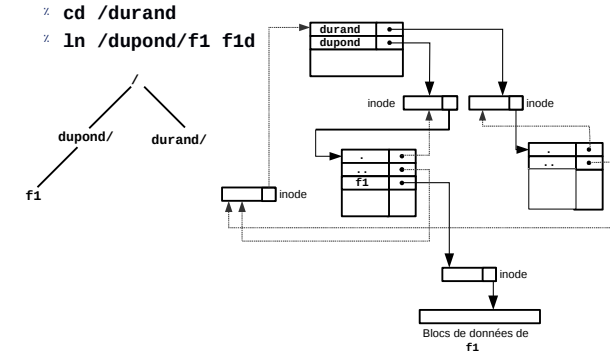 ٪ cd /durand
٪ ln /dupond/f1 f1d
/
dupond/ durand/
f1
durand
dupond
inode
inode
.
..
f1
.
..
inode
inode
Blocs de données de
f1